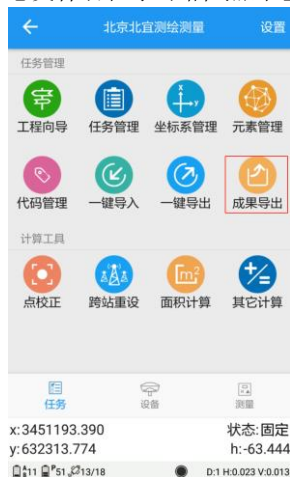 北京北宜测绘测量 设置
任务管理
x y
工程向导 任务管理 坐标系管理 元素管理
代码管理 一键导入 一键导出 成果导出
计算工具
m²
点校正 跨站重设 面积计算 其它计算
任务 设备 测量
x:3451193.390 状态:固定
y:632313.774 h:-63.444
11 51 13/18 D:1 H:0.023 V:0.013